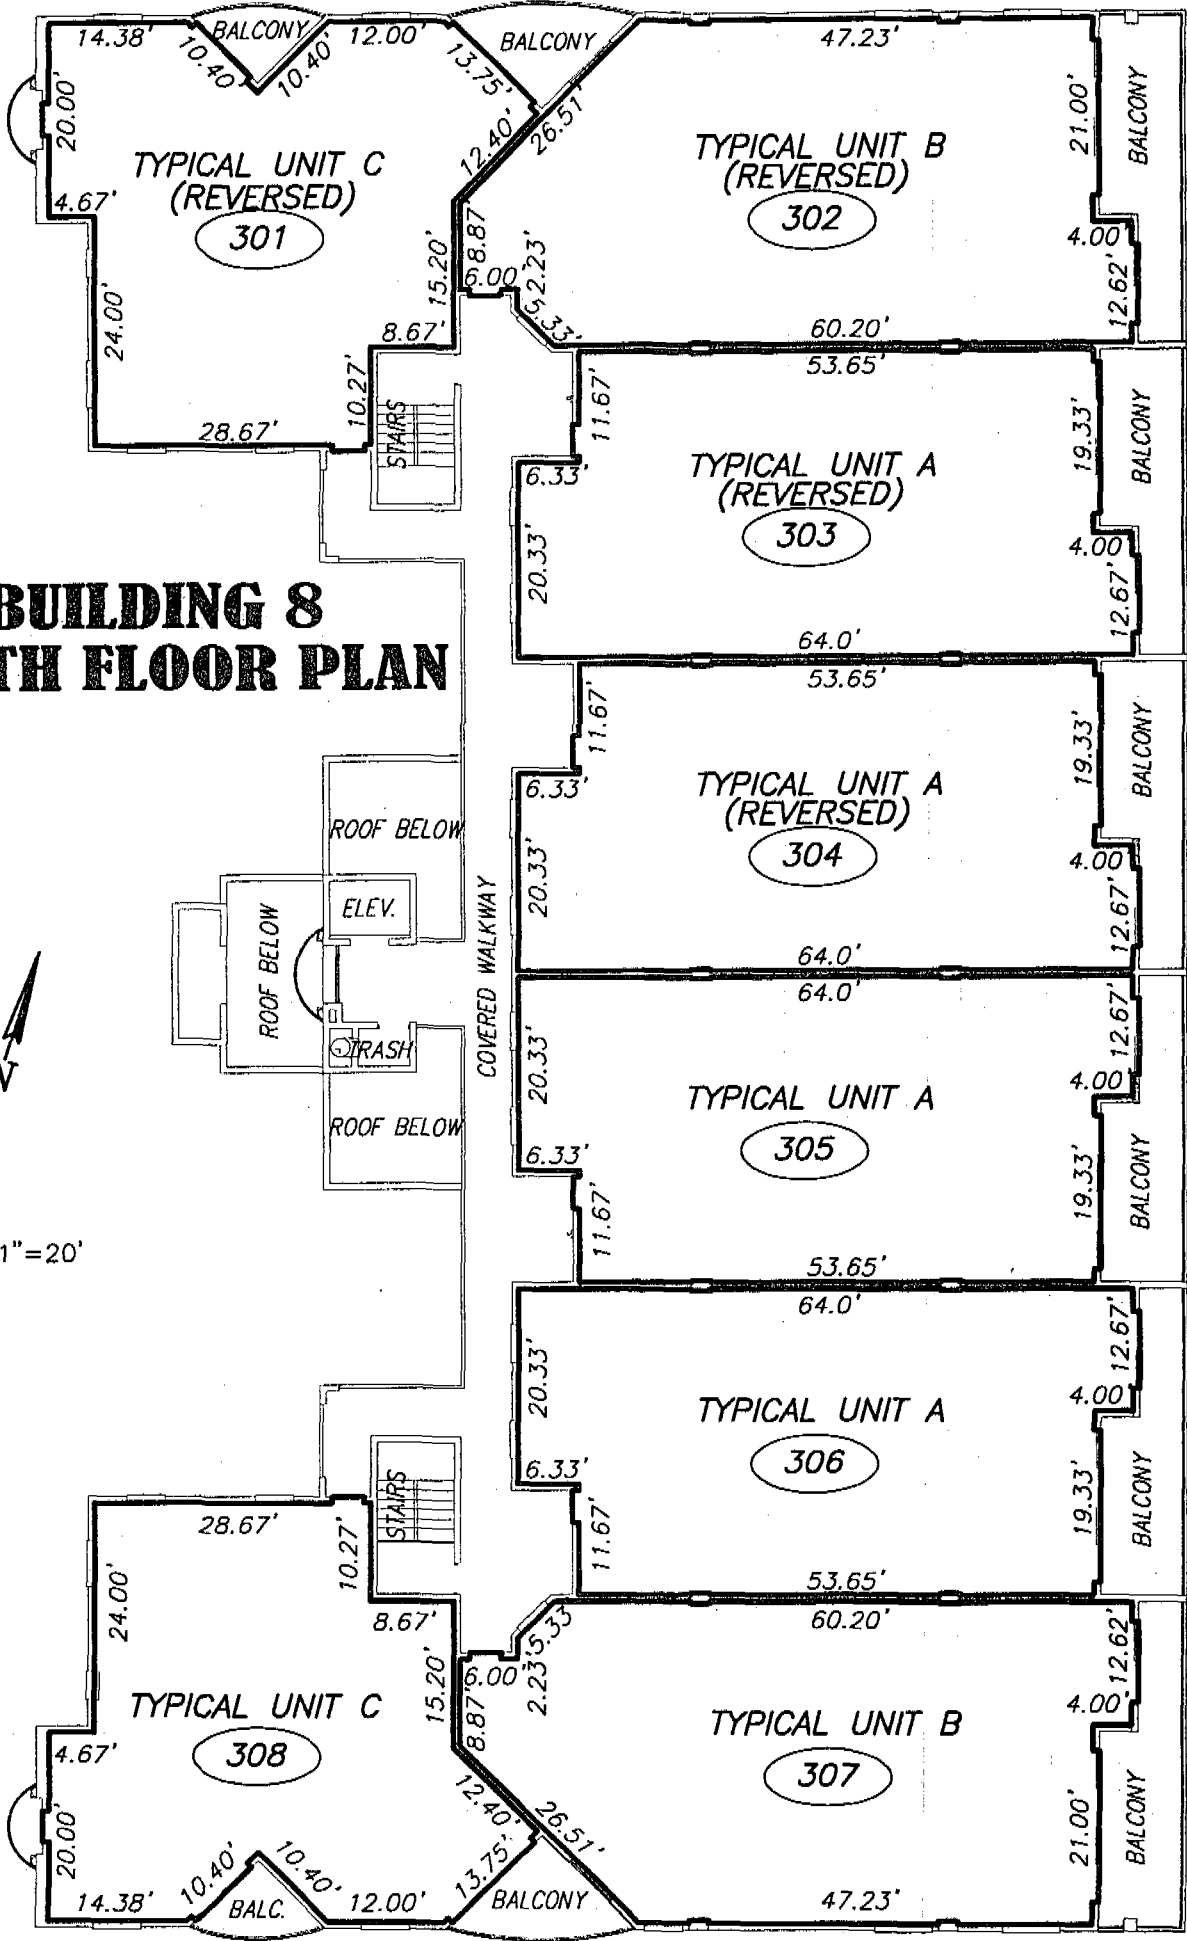 14.38'
10.40'
BALCONY
10.40'
12.00'
13.75'
BALCONY
47.23'
20.00'
12.40'
26.51'
21.00'
BALCONY
TYPICAL UNIT C
(REVERSED)
301
TYPICAL UNIT B
(REVERSED)
302
4.67'
15.20'
8.87
6.00'
2.23'
5.33'
4.00'
12.62'
24.00'
8.67'
60.20'
10.27'
28.67'
STAIRS
53.65'
11.67'
19.33'
BALCONY
TYPICAL UNIT A
(REVERSED)
303
6.33'
20.33'
4.00'
12.67'
64.0'
BUILDING 8
TH FLOOR PLAN
53.65'
11.67'
19.33'
BALCONY
6.33'
TYPICAL UNIT A
(REVERSED)
304
20.33'
4.00'
12.67'
64.0'
ROOF BELOW
ELEV.
ROOF BELOW
COVERED WALKWAY
TRASH
ROOF BELOW
N
64.0'
12.67'
20.33'
4.00'
TYPICAL UNIT A
305
6.33'
11.67'
19.33'
BALCONY
53.65'
1"=20'
64.0'
12.67'
20.33'
4.00'
TYPICAL UNIT A
306
6.33'
11.67'
19.33'
BALCONY
53.65'
STAIRS
28.67'
10.27'
24.00'
8.67'
5.33'
60.20'
12.62'
15.20'
6.00'
2.23'
8.87'
4.00'
TYPICAL UNIT C
308
TYPICAL UNIT B
307
4.67'
12.40'
26.51'
20.00'
10.40'
10.40'
13.75'
21.00'
BALCONY
14.38'
BALC.
12.00'
BALCONY
47.23'